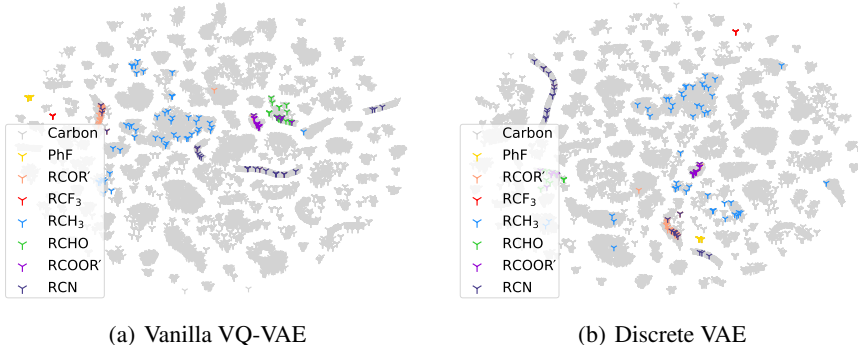 Carbon
PhF
RCOR′
RCF₃
RCH₃
RCHO
RCOOR′
RCN
(a) Vanilla VQ-VAE
Carbon
PhF
RCOR′
RCF₃
RCH₃
RCHO
RCOOR′
RCN
(b) Discrete VAE